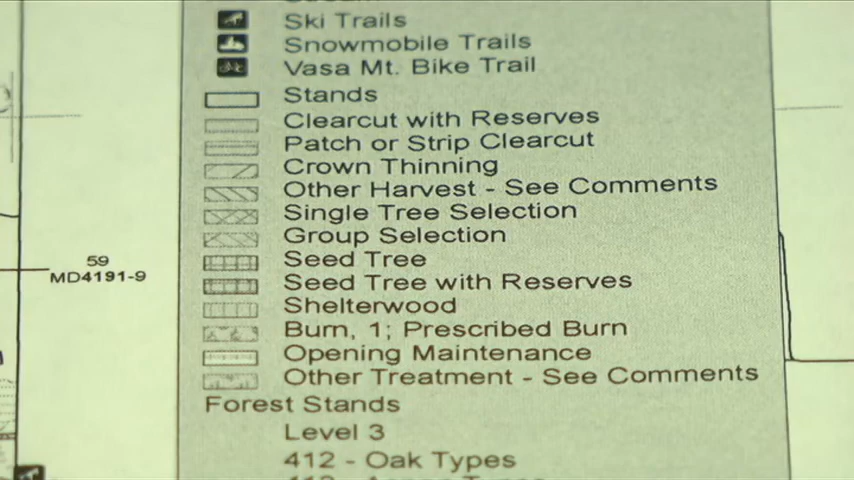 Ski Trails
Snowmobile Trails
Vasa Mt. Bike Trail
Stands
Clearcut with Reserves
Patch or Strip Clearcut
Crown Thinning
Other Harvest - See Comments
Single Tree Selection
Group Selection
Seed Tree
Seed Tree with Reserves
Shelterwood
Burn, 1; Prescribed Burn
Opening Maintenance
Other Treatment - See Comments
Forest Stands
Level 3
412 - Oak Types
59
MD4191-9